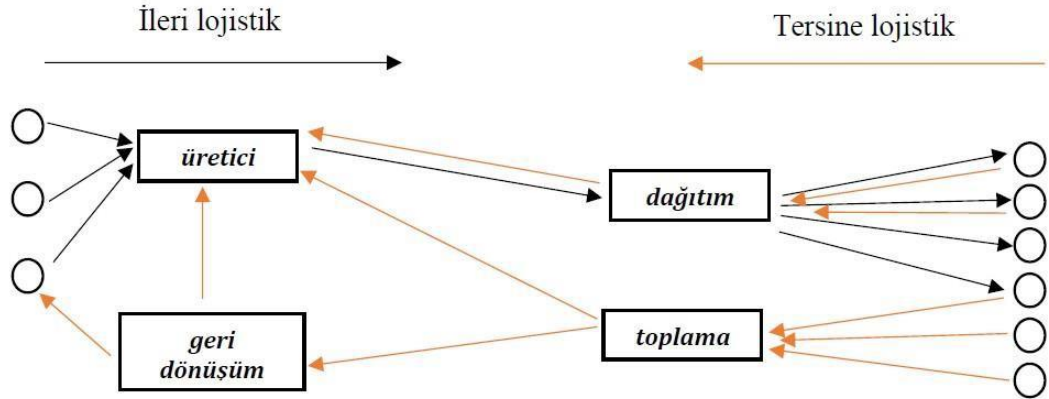 İleri lojistik
Tersine lojistik
üretici
dağıtım
toplama
geri
dönüşüm